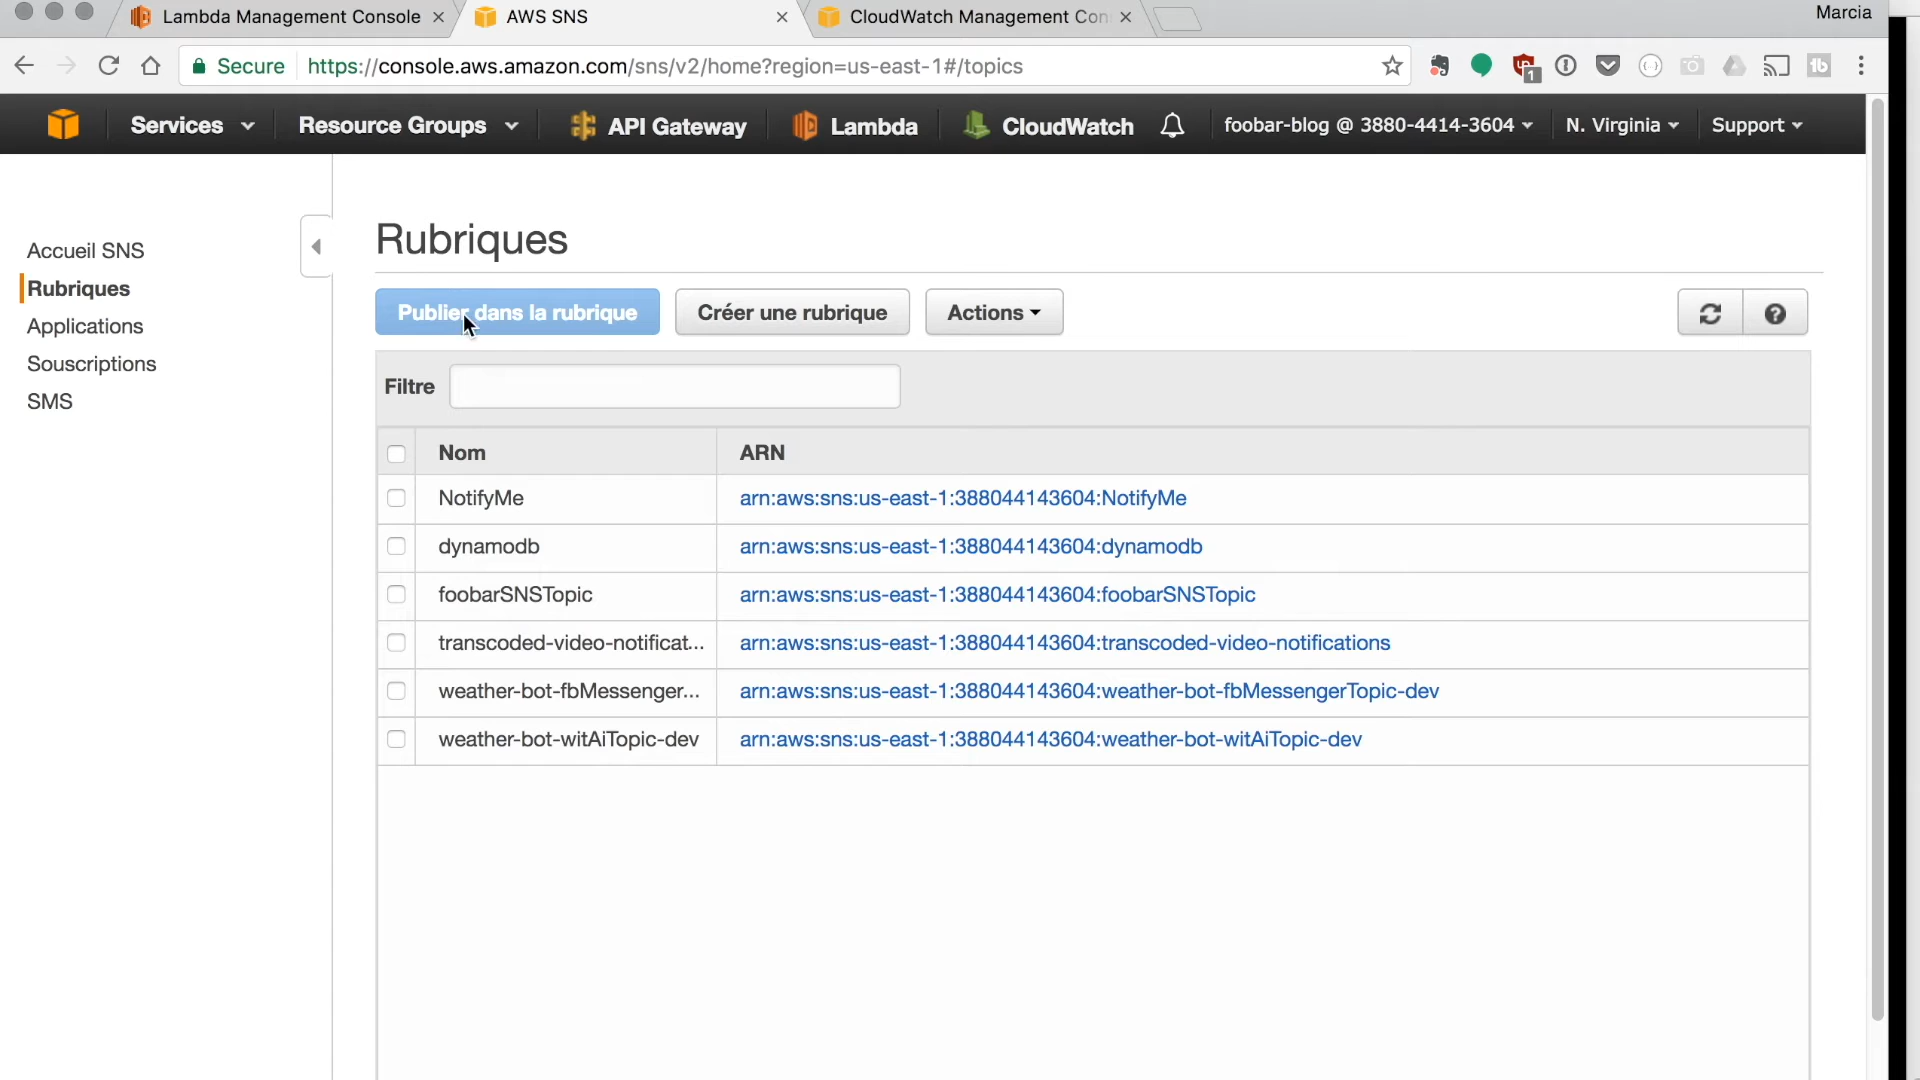 Lambda Management Console
AWS SNS
CloudWatch Management Con
Marcia
Secure
https://console.aws.amazon.com/sns/v2/home?region=us-east-1#/topics
1
Services
Resource Groups
API Gateway
Lambda
CloudWatch
foobar-blog @ 3880-4414-3604
N. Virginia
Support
Accueil SNS
Rubriques
Applications
Souscriptions
SMS
Rubriques
Publier dans la rubrique
Créer une rubrique
Actions
Filtre
Nom ARN
NotifyMe arn:aws:sns:us-east-1:388044143604:NotifyMe
dynamodb arn:aws:sns:us-east-1:388044143604:dynamodb
foobarSNSTopic arn:aws:sns:us-east-1:388044143604:foobarSNSTopic
transcoded-video-notificat... arn:aws:sns:us-east-1:388044143604:transcoded-video-notifications
weather-bot-fbMessenger... arn:aws:sns:us-east-1:388044143604:weather-bot-fbMessengerTopic-dev
weather-bot-witAiTopic-dev arn:aws:sns:us-east-1:388044143604:weather-bot-witAiTopic-dev